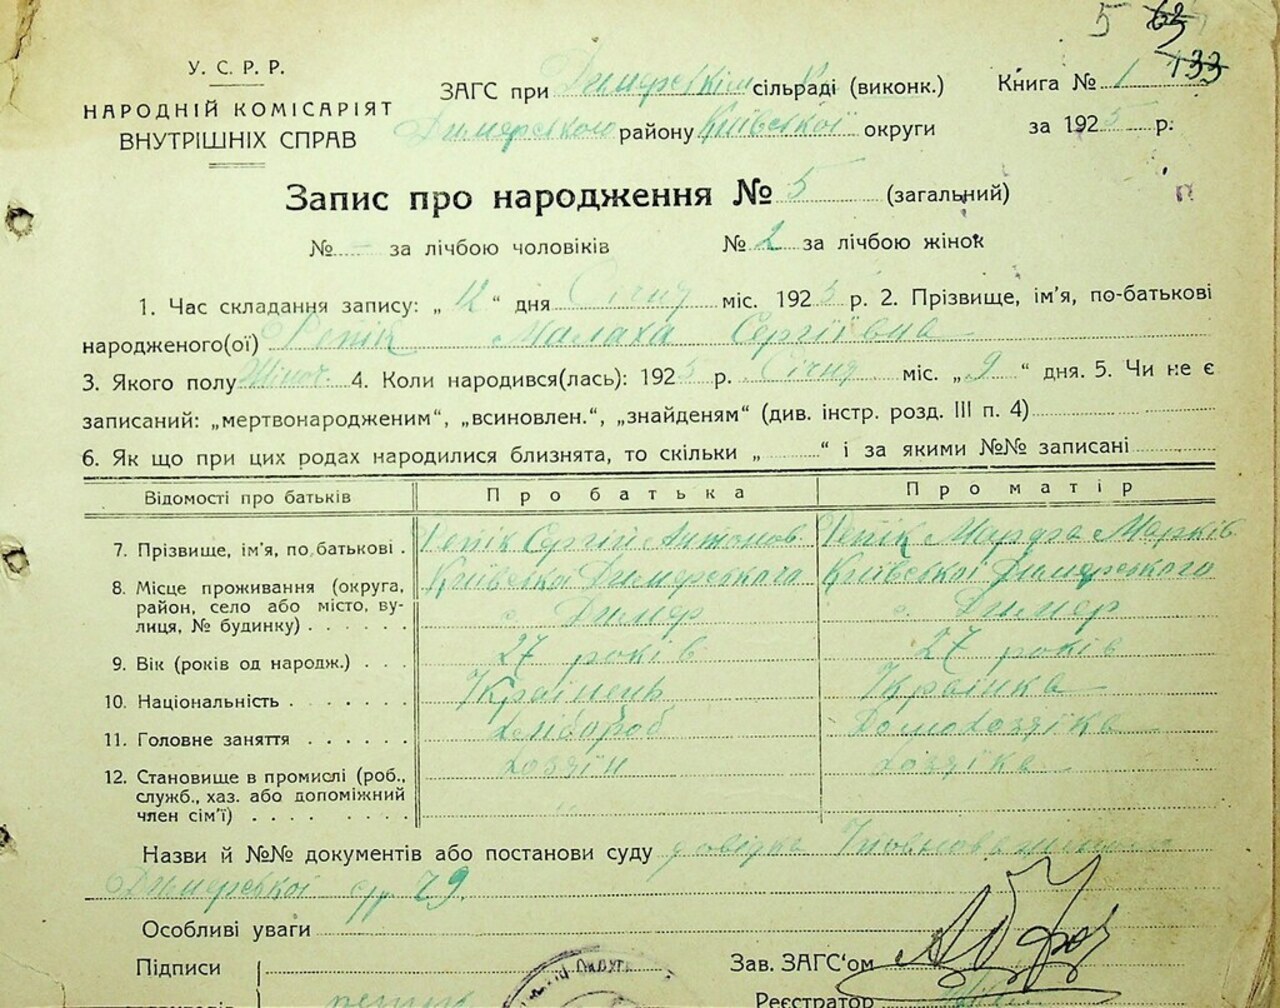 5
133
У. С. Р. Р.
НАРОДНІЙ КОМІСАРІЯТ
ВНУТРІШНІХ СПРАВ
ЗАГС при Димерській сільраді (виконк.)
Димерського району Київської округи
Книга № 1
за 1925 р.
Запис про народження № 5 (загальний)
№ – за лічбою чоловіків № 2 за лічбою жінок
1. Час складання запису: „12“ дня Січня міс. 1925 р. 2. Прізвище, ім'я, по-батькові
народженого(ої) Репік Малаха Сергіївна
3. Якого полу Жіноч. 4. Коли народився(лась): 1925 р. Січня міс. „9“ дня. 5. Чи не є
записаний: „мертвонародженим“, „всиновлен.“, „знайденям“ (див. інстр. розд. III п. 4)
6. Як що при цих родах народилися близнята, то скільки „ “ і за якими №№ записані
Відомості про батьків Про батька Про матір
7. Прізвище, ім'я, по батькові . Репік Сергій Антонов. Репік Марфа Марків.
8. Місце проживання (округа, район, село або місто, вулиця, № будинку) . . . . . . Київська Димерського с. Димер Київської Димерського с. Димер
9. Вік (років од народж.) . . . 27 років 27 років
10. Національність . . . . . . . Українець Українка
11. Головне заняття . . . . . . Хлібороб Домохозяїка
12. Становище в промислі (роб., служб., хаз. або допоміжний член сім'ї) . . . . . . . . Хозяїн Хозяїка
Назви й №№ документів або постанови суду довідка
Димерської с/р 79.
Особливі уваги
Підписи
Зав. ЗАГС'ом
Реєстратор